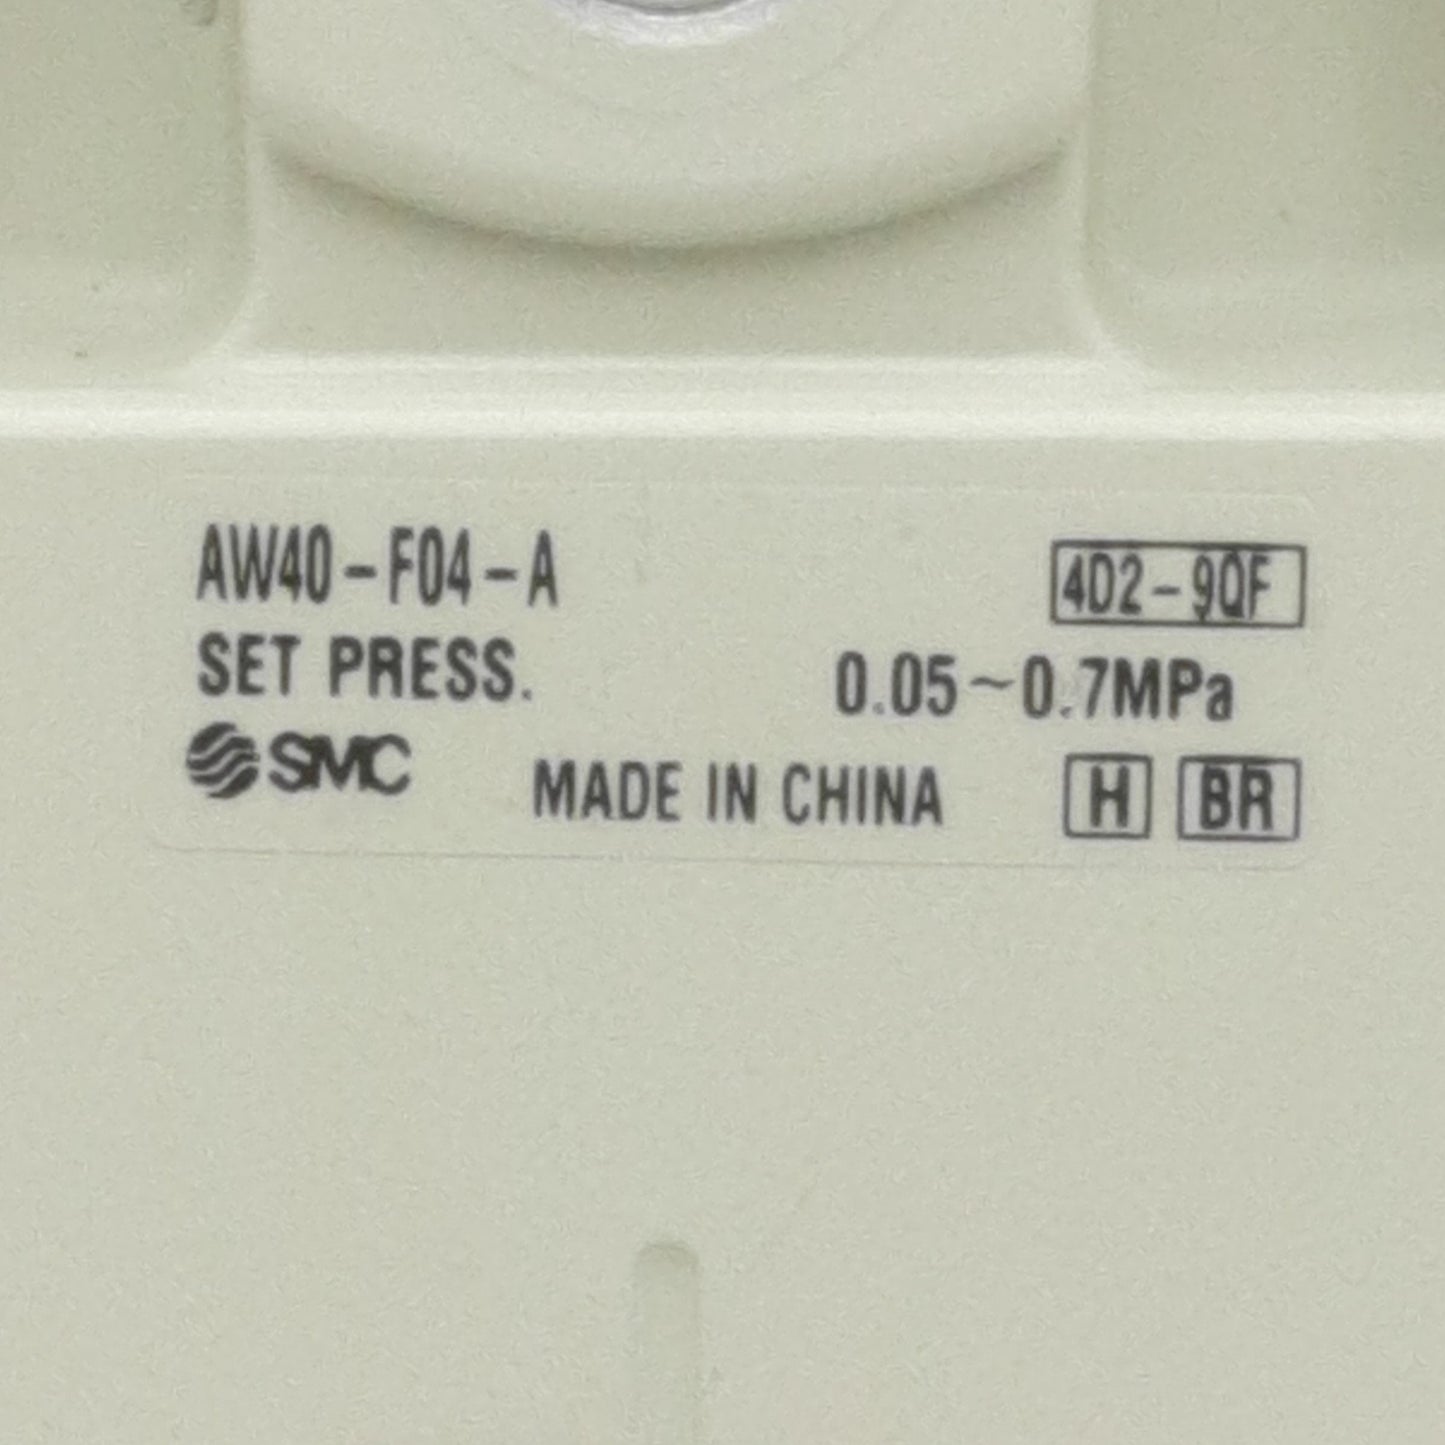 AW40-F04-A 4D2-9QF
SET PRESS. 0.05~0.7MPa
SMC MADE IN CHINA H BR